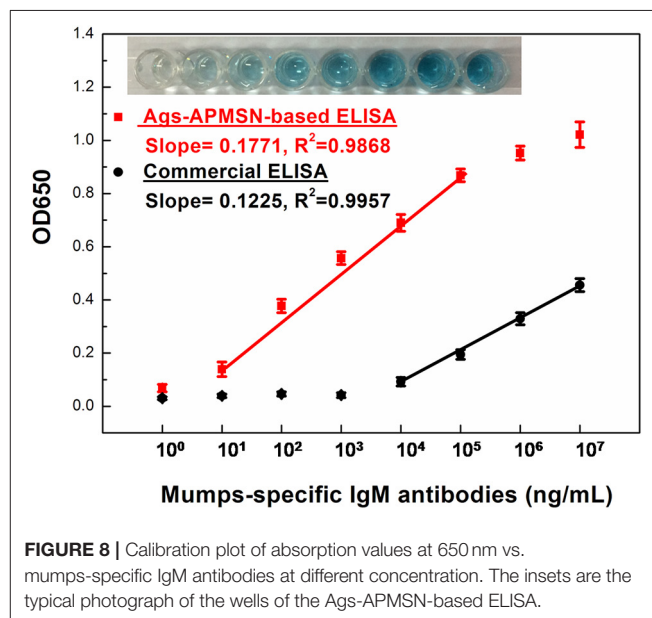 1.4
1.2
1.0
0.8
0.6
0.4
0.2
0.0
OD650
Ags-APMSN-based ELISA
Slope= 0.1771, R²=0.9868
Commercial ELISA
Slope= 0.1225, R²=0.9957
10⁰ 10¹ 10² 10³ 10⁴ 10⁵ 10⁶ 10⁷
Mumps-specific IgM antibodies (ng/mL)
FIGURE 8 | Calibration plot of absorption values at 650 nm vs.
mumps-specific IgM antibodies at different concentration. The insets are the
typical photograph of the wells of the Ags-APMSN-based ELISA.